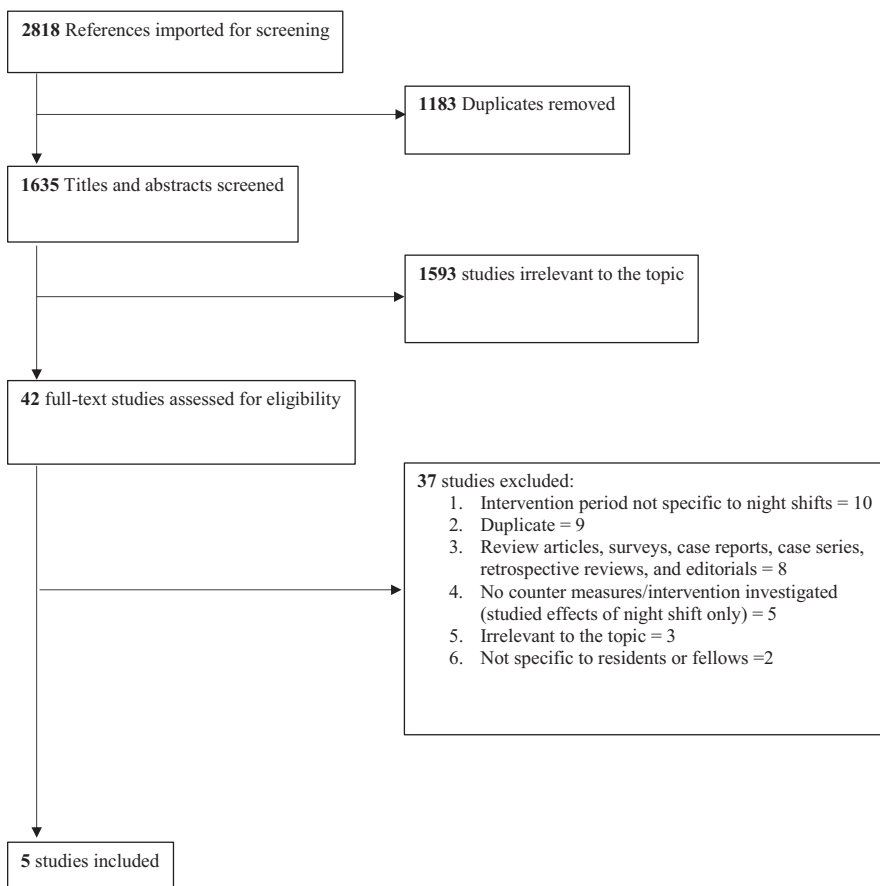 2818 References imported for screening
1183 Duplicates removed
1635 Titles and abstracts screened
1593 studies irrelevant to the topic
42 full-text studies assessed for eligibility
37 studies excluded:
1. Intervention period not specific to night shifts = 10
2. Duplicate = 9
3. Review articles, surveys, case reports, case series,
retrospective reviews, and editorials = 8
4. No counter measures/intervention investigated
(studied effects of night shift only) = 5
5. Irrelevant to the topic = 3
6. Not specific to residents or fellows =2
5 studies included